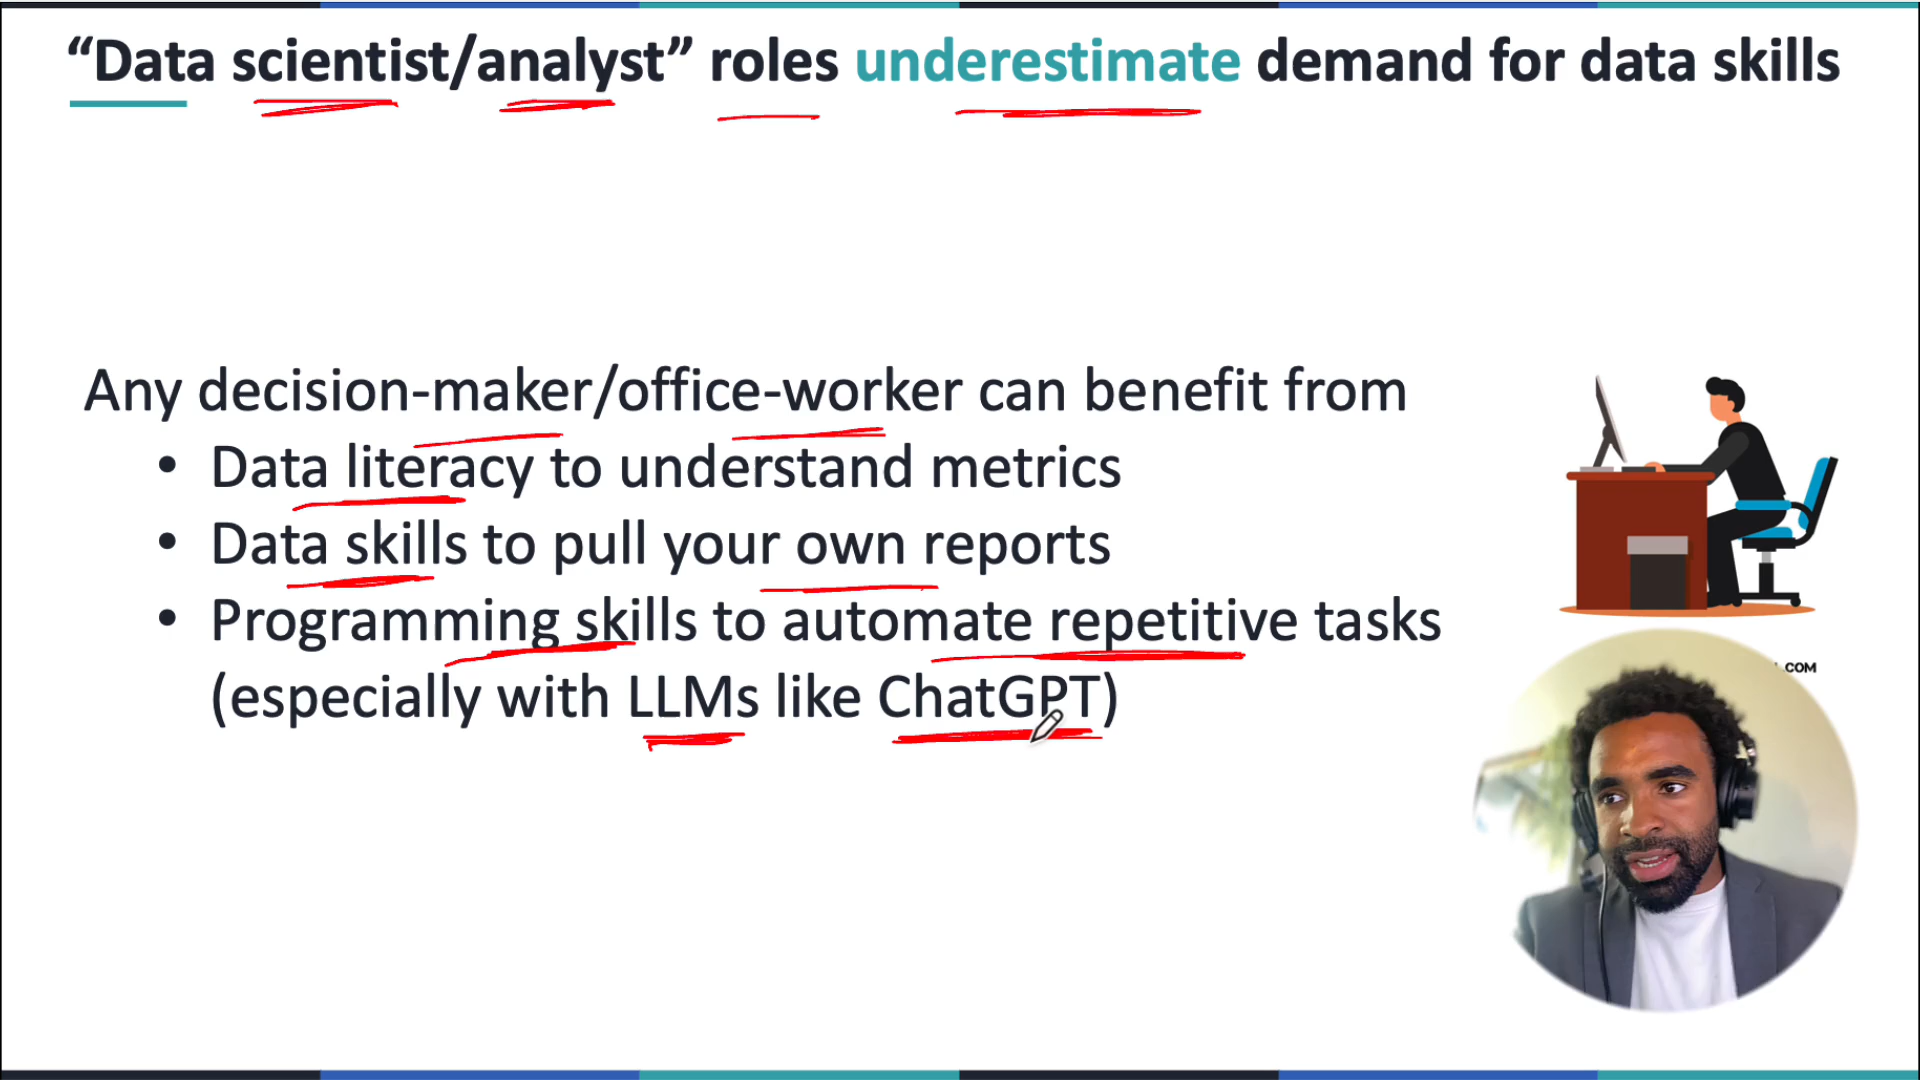 “Data scientist/analyst” roles underestimate demand for data skills
Any decision-maker/office-worker can benefit from
• Data literacy to understand metrics
• Data skills to pull your own reports
• Programming skills to automate repetitive tasks
(especially with LLMs like ChatGPT)
.COM